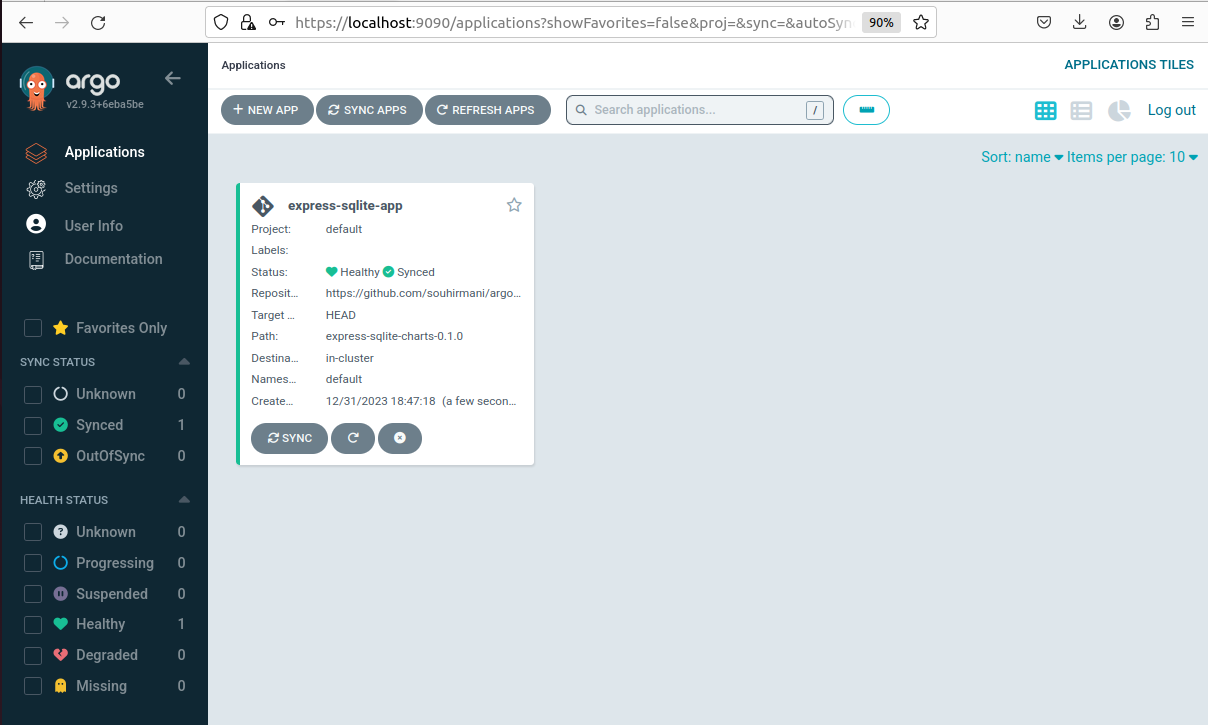 https://localhost:9090/applications?showFavorites=false&proj=&sync=&autoSyn
90%
argo
v2.9.3+6eba5be
Applications
Settings
User Info
Documentation
Favorites Only
SYNC STATUS
Unknown 0
Synced 1
OutOfSync 0
HEALTH STATUS
Unknown 0
Progressing 0
Suspended 0
Healthy 1
Degraded 0
Missing 0
Applications
APPLICATIONS TILES
+ NEW APP SYNC APPS REFRESH APPS Search applications... / Log out
Sort: name Items per page: 10
express-sqlite-app
Project: default
Labels:
Status: Healthy Synced
Reposit... https://github.com/souhirmani/argo...
Target ... HEAD
Path: express-sqlite-charts-0.1.0
Destina... in-cluster
Names... default
Create... 12/31/2023 18:47:18 (a few secon...
SYNC